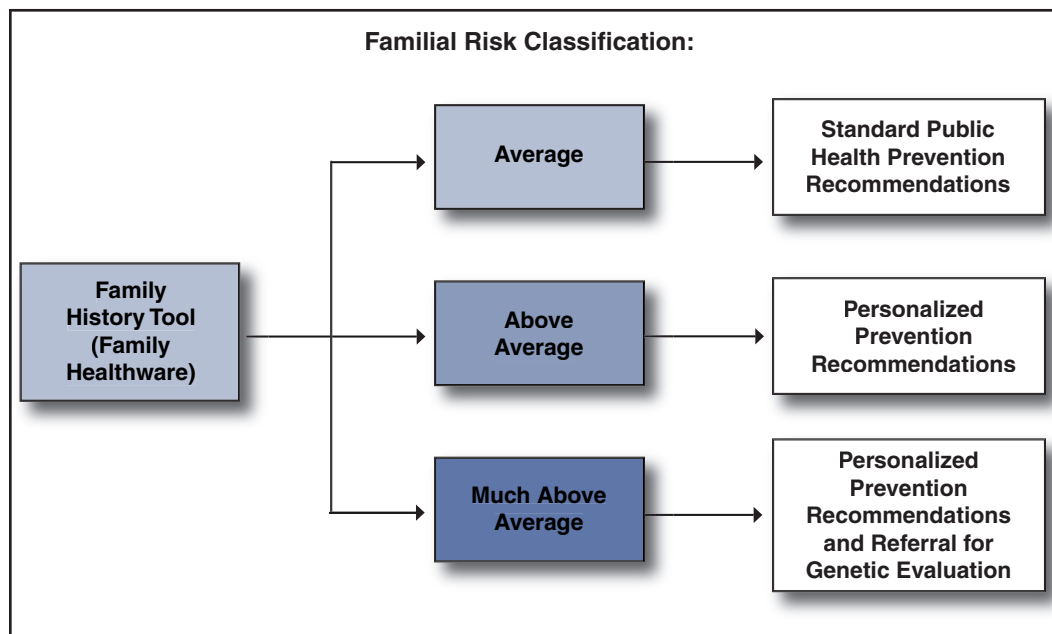 Familial Risk Classification:
Average
Standard Public
Health Prevention
Recommendations
Family
History Tool
(Family
Healthware)
Above
Average
Personalized
Prevention
Recommendations
Much Above
Average
Personalized
Prevention
Recommendations
and Referral for
Genetic Evaluation